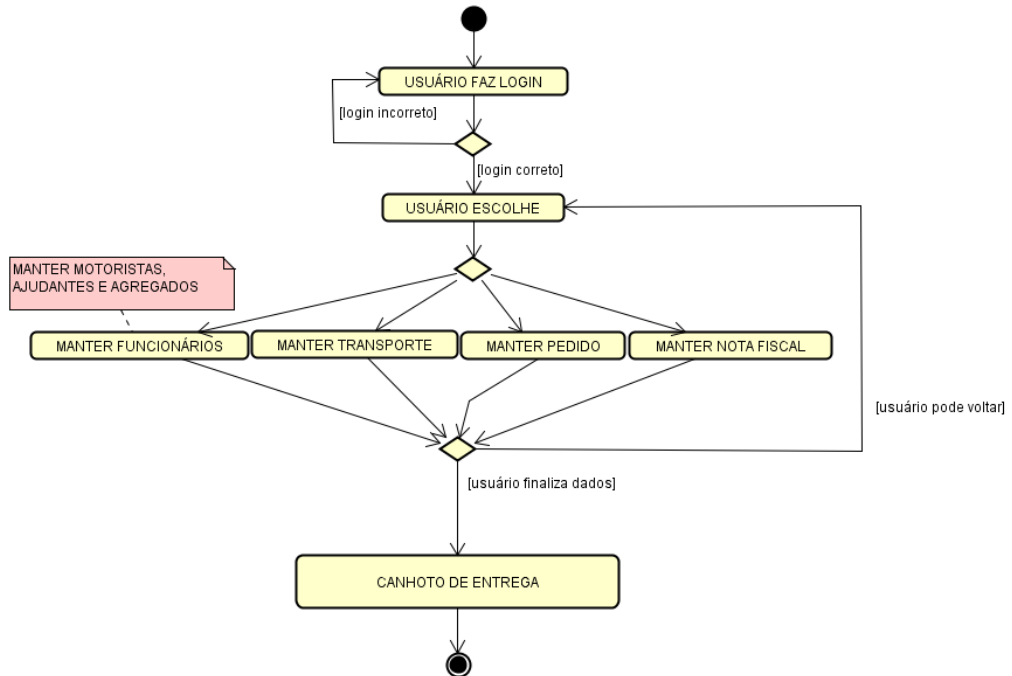 USUÁRIO FAZ LOGIN
[login incorreto]
[login correto]
USUÁRIO ESCOLHE
MANTER MOTORISTAS,
AJUDANTES E AGREGADOS
MANTER FUNCIONÁRIOS
MANTER TRANSPORTE
MANTER PEDIDO
MANTER NOTA FISCAL
[usuário pode voltar]
[usuário finaliza dados]
CANHOTO DE ENTREGA